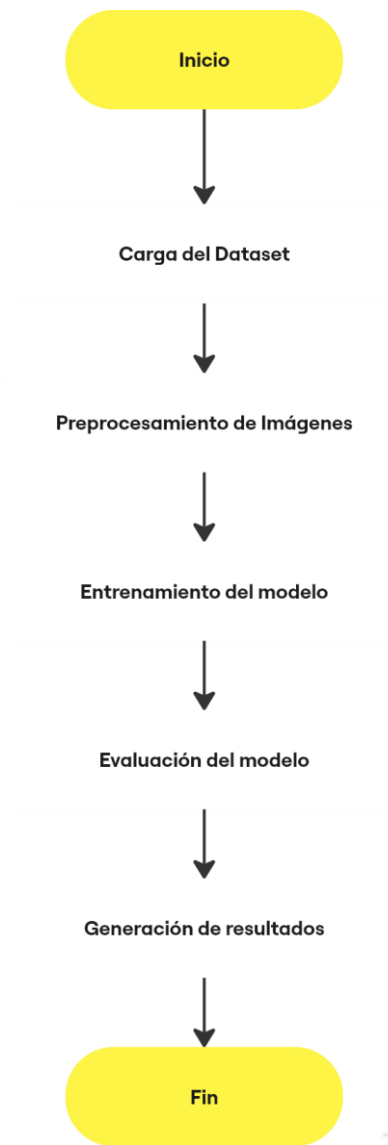 Inicio
Carga del Dataset
Preprocesamiento de Imágenes
Entrenamiento del modelo
Evaluación del modelo
Generación de resultados
Fin